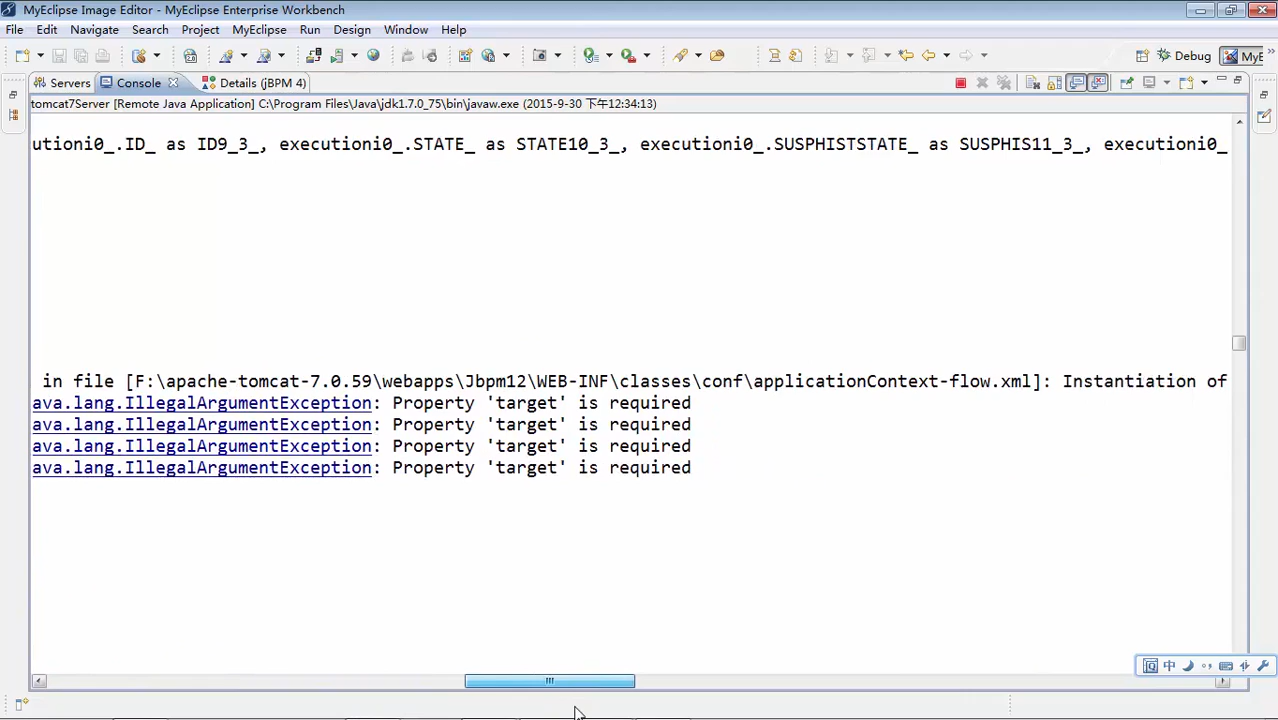 MyEclipse Image Editor - MyEclipse Enterprise Workbench
File Edit Navigate Search Project MyEclipse Run Design Window Help
Debug MyE
Servers Console Details (jBPM 4)
tomcat7Server [Remote Java Application] C:\Program Files\Java\jdk1.7.0_75\bin\javaw.exe (2015-9-30 下午12:34:13)
utioni0_.ID_ as ID9_3_, executioni0_.STATE_ as STATE10_3_, executioni0_.SUSPHISTSTATE_ as SUSPHIS11_3_, executioni0_
in file [F:\apache-tomcat-7.0.59\webapps\Jbpm12\WEB-INF\classes\conf\applicationContext-flow.xml]: Instantiation of
ava.lang.IllegalArgumentException: Property 'target' is required
ava.lang.IllegalArgumentException: Property 'target' is required
ava.lang.IllegalArgumentException: Property 'target' is required
ava.lang.IllegalArgumentException: Property 'target' is required
中